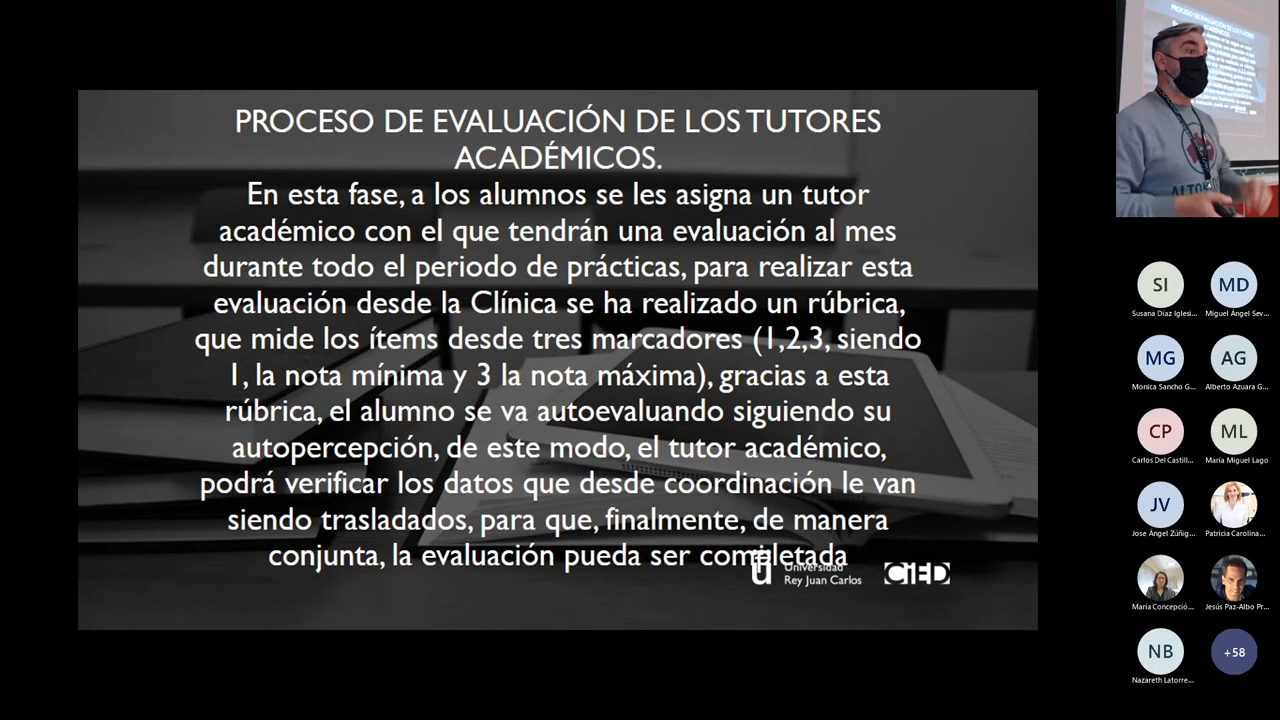 PROCESO DE EVALUACIÓN DE LOS TUTORES
ACADÉMICOS.
En esta fase, a los alumnos se les asigna un tutor
académico con el que tendrán una evaluación al mes
durante todo el periodo de prácticas, para realizar esta
evaluación desde la Clínica se ha realizado un rúbrica,
que mide los ítems desde tres marcadores (1,2,3, siendo
1, la nota mínima y 3 la nota máxima), gracias a esta
rúbrica, el alumno se va autoevaluando siguiendo su
autopercepción, de este modo, el tutor académico,
podrá verificar los datos que desde coordinación le van
siendo trasladados, para que, finalmente, de manera
conjunta, la evaluación pueda ser completada
Universidad
Rey Juan Carlos
CiED
PROCESO DE EVALUACIÓN DE LOS TUTORES
ACADÉMICOS.
SI
MD
Susana Díaz Iglesi...
Miguel Ángel Sev...
MG
AG
Monica Sancho G...
Alberto Azuara G...
CP
ML
Carlos Del Castill...
María Miguel Lago
JV
Jose Ángel Zúñig...
Patricia Carolina...
María Concepció...
Jesús Paz-Albo Pr...
NB
+58
Nazareth Latorre...